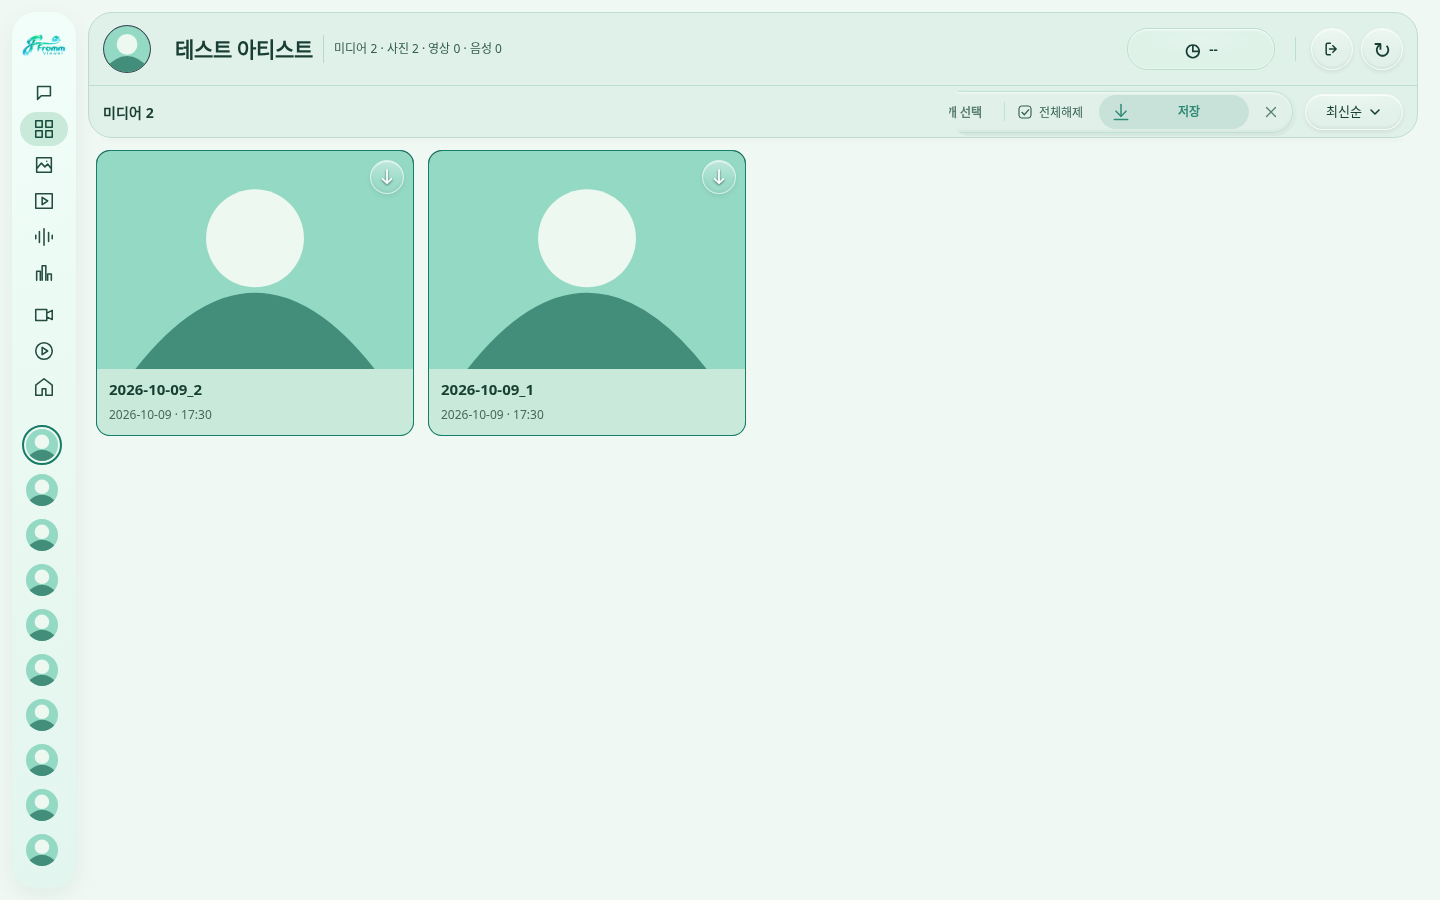 Fromm
Viewer
테스트 아티스트
미디어 2 · 사진 2 · 영상 0 · 음성 0
--
미디어 2
선택
전체해제
저장
최신순
2026-10-09_2
2026-10-09 · 17:30
2026-10-09_1
2026-10-09 · 17:30